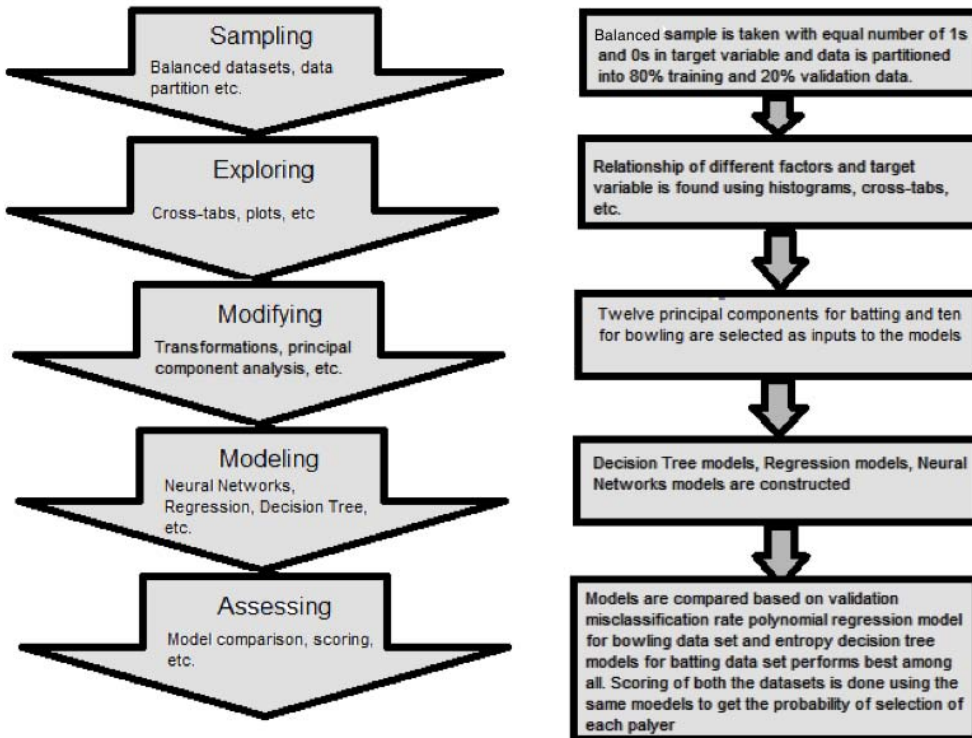 Sampling
Balanced datasets, data
partition etc.
Balanced sample is taken with equal number of 1s
and 0s in target variable and data is partitioned
into 80% training and 20% validation data.
Exploring
Cross-tabs, plots, etc
Relationship of different factors and target
variable is found using histograms, cross-tabs,
etc.
Modifying
Transformations, principal
component analysis, etc.
Twelve principal components for batting and ten
for bowling are selected as inputs to the models
Modeling
Neural Networks,
Regression, Decision Tree,
etc.
Decision Tree models, Regression models, Neural
Networks models are constructed
Assessing
Model comparison, scoring,
etc.
Models are compared based on validation
misclassification rate polynomial regression model
for bowling data set and entropy decision tree
models for batting data set performs best among
all. Scoring of both the datasets is done using the
same moedels to get the probability of selection of
each palyer